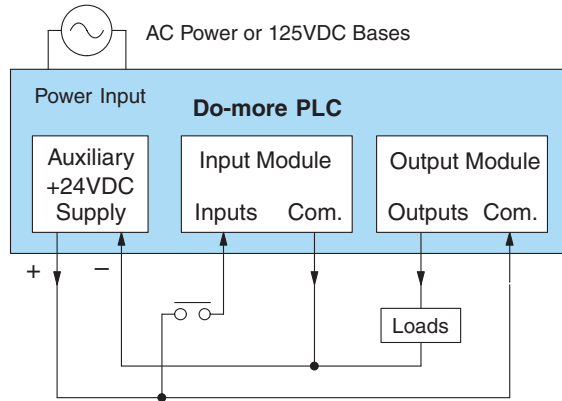 AC Power or 125VDC Bases
Power Input
Do-more PLC
Auxiliary
+24VDC
Supply
Input Module
Inputs Com.
Output Module
Outputs Com.
+ −
Loads